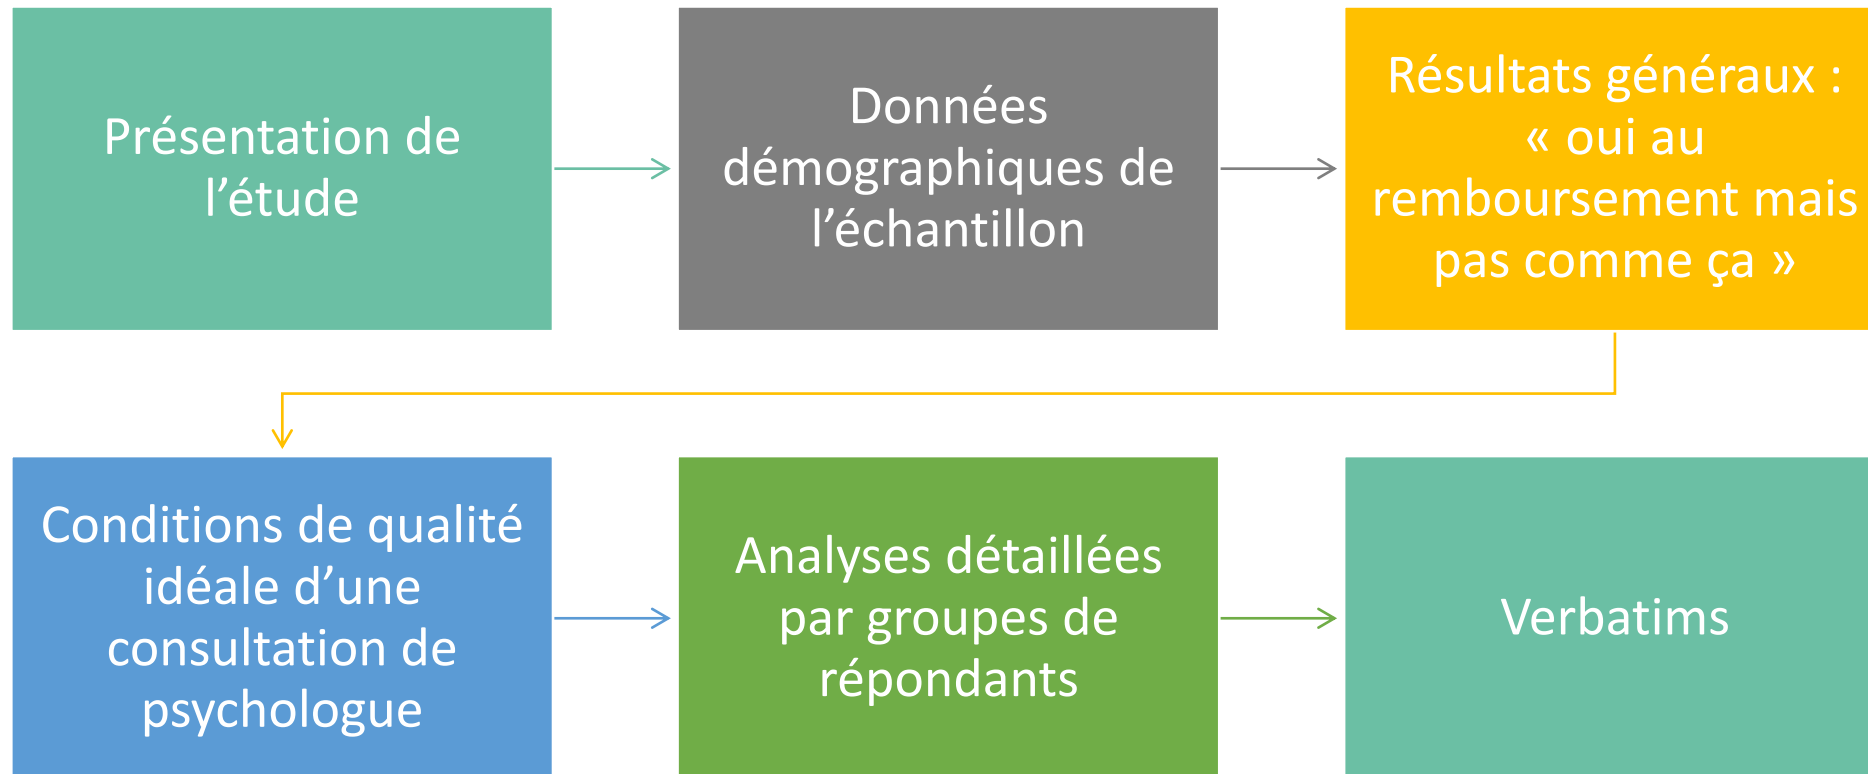 Présentation de
l’étude
Données
démographiques de
l’échantillon
Résultats généraux :
« oui au
remboursement mais
pas comme ça »
Conditions de qualité
idéale d’une
consultation de
psychologue
Analyses détaillées
par groupes de
répondants
Verbatims